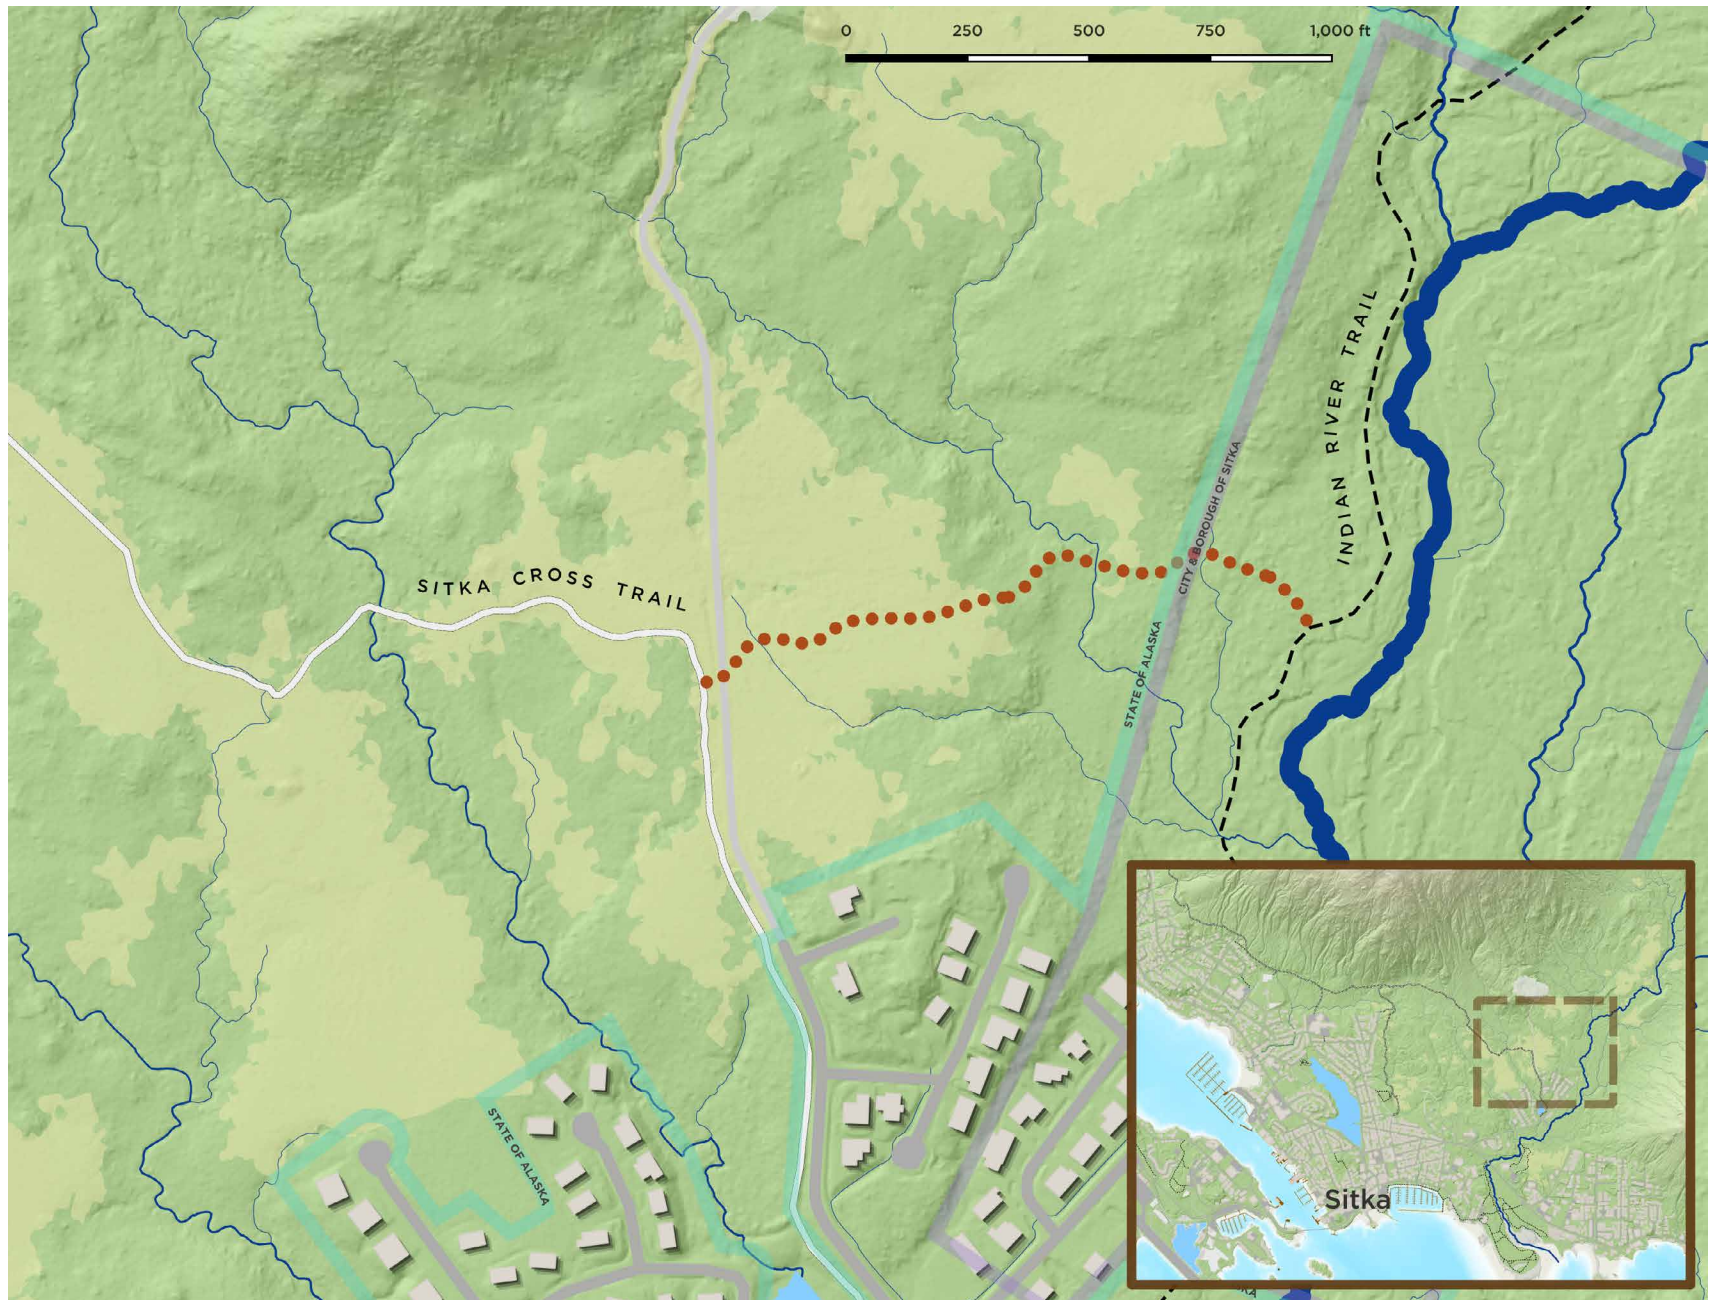 0 250 500 750 1,000 ft
INDIAN RIVER TRAIL
CITY & BOROUGH OF SITKA
STATE OF ALASKA
SITKA CROSS TRAIL
STATE OF ALASKA
Sitka